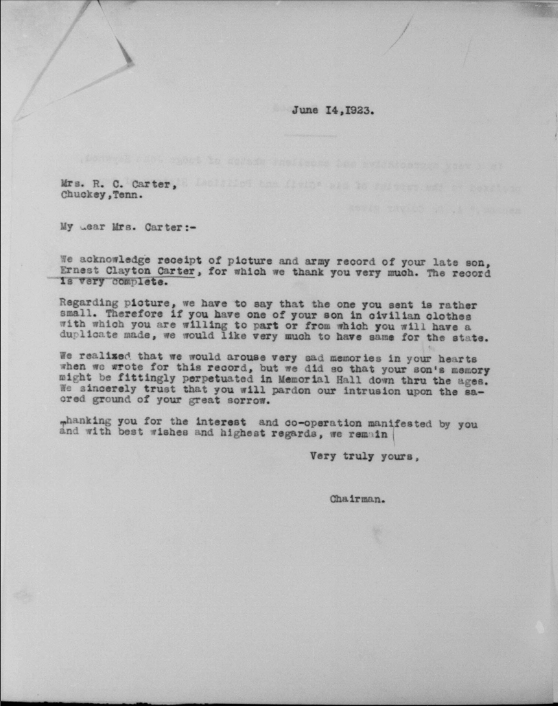 June 14,1923.
Mrs. R. C. Carter,
Chuckey,Tenn.
My dear Mrs. Carter:-
We acknowledge receipt of picture and army record of your late son,
Ernest Clayton Carter, for which we thank you very much. The record
is very complete.
Regarding picture, we have to say that the one you sent is rather
small. Therefore if you have one of your son in civilian clothes
with which you are willing to part or from which you will have a
duplicate made, we would like very much to have same for the state.
We realized that we would arouse very sad memories in your hearts
when we wrote for this record, but we did so that your son's memory
might be fittingly perpetuated in Memorial Hall down thru the ages.
We sincerely trust that you will pardon our intrusion upon the sa-
cred ground of your great sorrow.
Thanking you for the interest and co-operation manifested by you
and with best wishes and highest regards, we remain
Very truly yours,
Chairman.